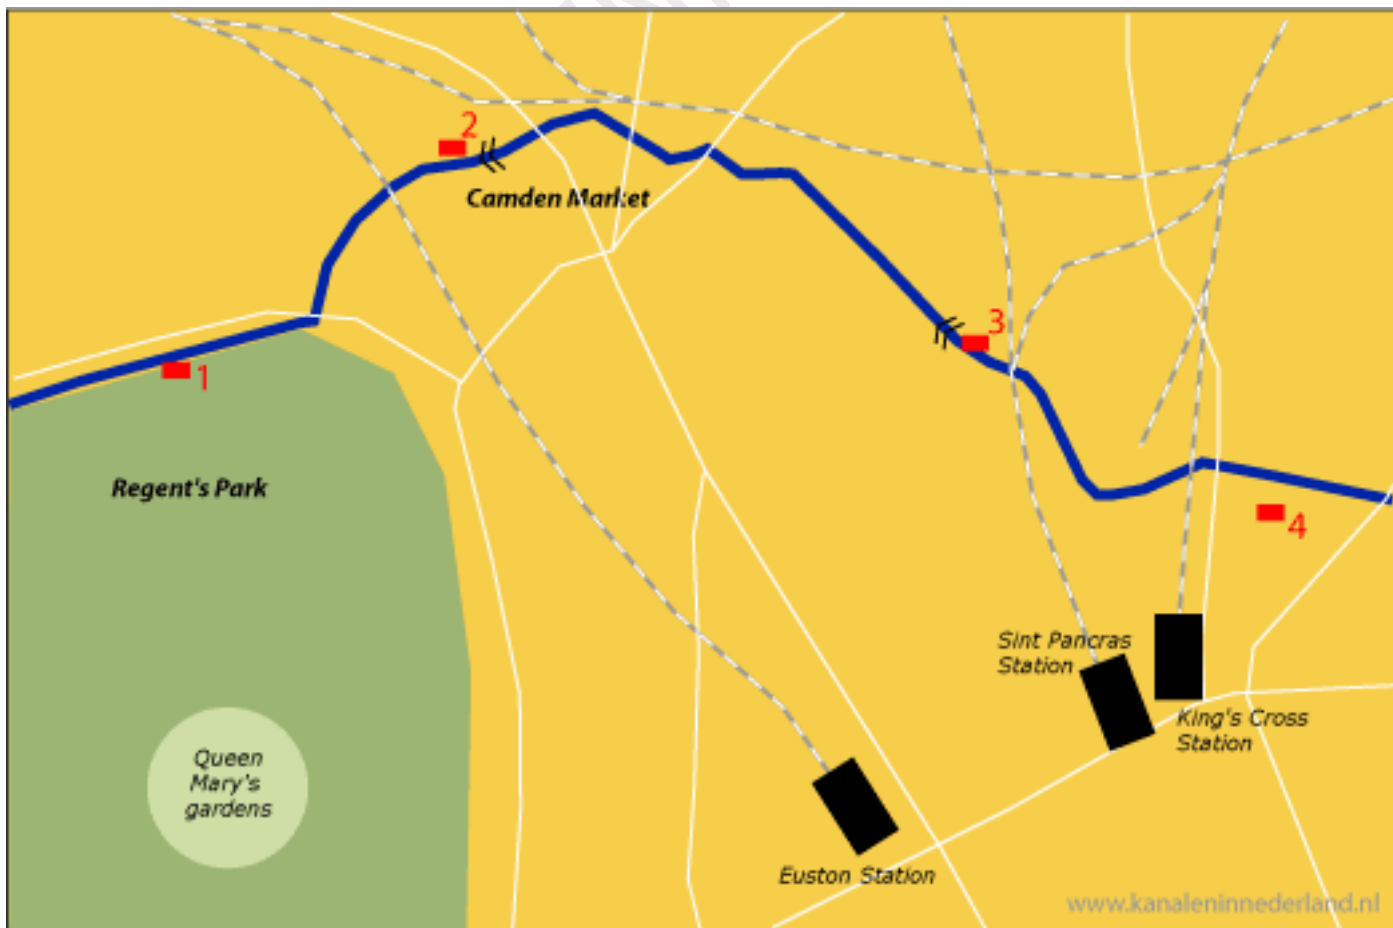 2
Camden Market
3
1
Regent's Park
4
Sint Pancras
Station
King's Cross
Station
Queen
Mary's
gardens
Euston Station
www.kanaleninnederland.nl